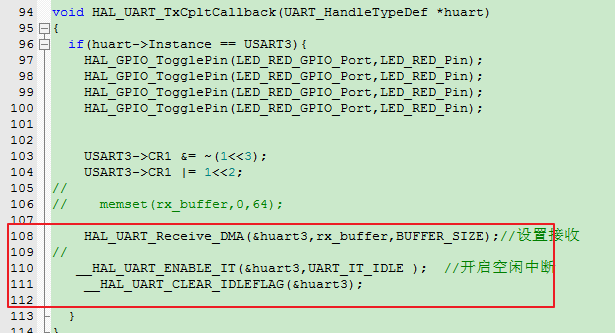 94 void HAL_UART_TxCpltCallback(UART_HandleTypeDef *huart)
95 {
96 if(huart->Instance == USART3){
97 HAL_GPIO_TogglePin(LED_RED_GPIO_Port,LED_RED_Pin);
98 HAL_GPIO_TogglePin(LED_RED_GPIO_Port,LED_RED_Pin);
99 HAL_GPIO_TogglePin(LED_RED_GPIO_Port,LED_RED_Pin);
100 HAL_GPIO_TogglePin(LED_RED_GPIO_Port,LED_RED_Pin);
101
102
103 USART3->CR1 &= ~(1<<3);
104 USART3->CR1 |= 1<<2;
105 //
106 // memset(rx_buffer,0,64);
107
108 HAL_UART_Receive_DMA(&huart3,rx_buffer,BUFFER_SIZE);//设置接收
109 //
110 __HAL_UART_ENABLE_IT(&huart3,UART_IT_IDLE ); //开启空闲中断
111 __HAL_UART_CLEAR_IDLEFLAG(&huart3);
112
113 }
114 }